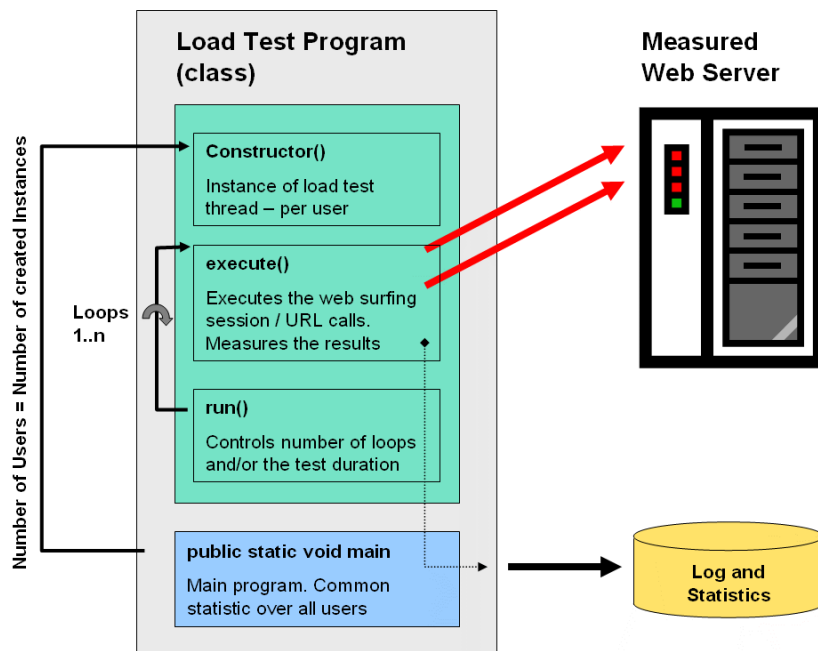 Load Test Program
(class)
Measured
Web Server
Constructor()
Instance of load test
thread – per user
execute()
Executes the web surfing
session / URL calls.
Measures the results
Loops
1..n
run()
Controls number of loops
and/or the test duration
Number of Users = Number of created Instances
public static void main
Main program. Common
statistic over all users
Log and
Statistics